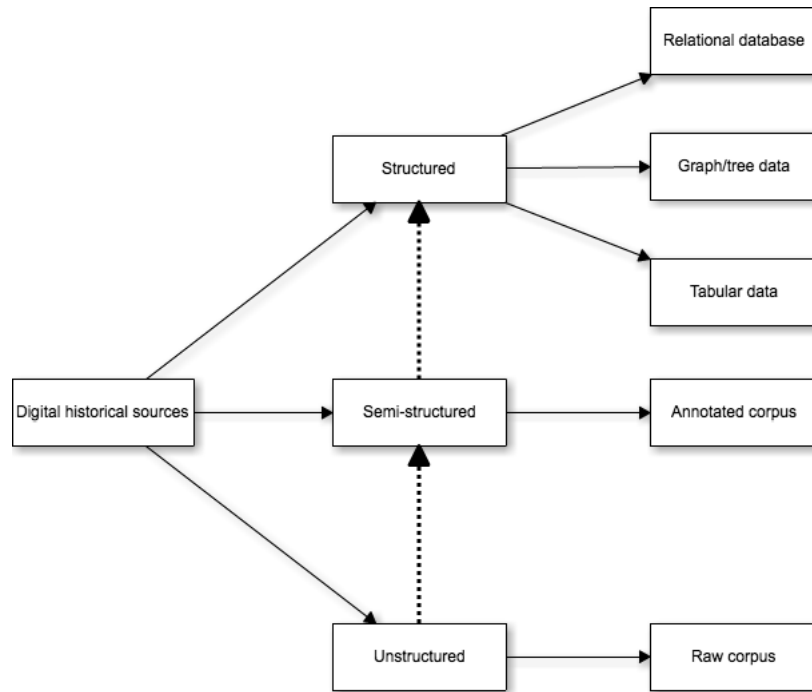 Relational database
Structured
Graph/tree data
Tabular data
Digital historical sources
Semi-structured
Annotated corpus
Unstructured
Raw corpus